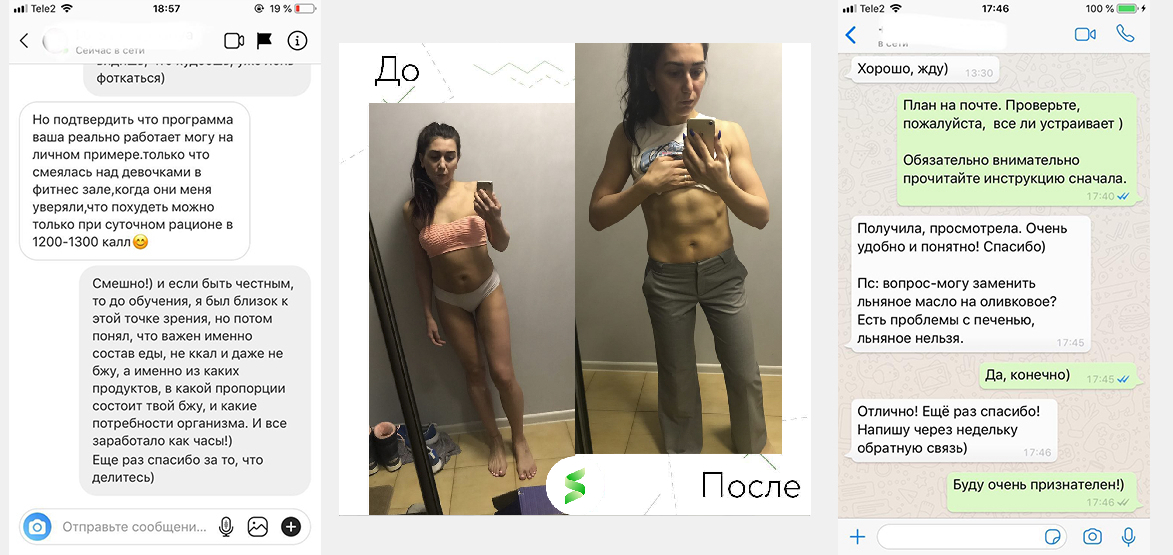 Tele2
18:57
19 %
Сейчас в сети
фоткаться)
Но подтвердить что программа
ваша реально работает могу на
личном примере.только что
смеялась над девочками в
фитнес зале,когда они меня
уверяли,что похудеть можно
только при суточном рационе в
1200-1300 калл😊
Смешно!) и если быть честным,
то до обучения, я был близок к
этой точке зрения, но потом
понял, что важен именно
состав еды, не ккал и даже не
бжу, а именно из каких
продуктов, в какой пропорции
состоит твой бжу, и какие
потребности организма. И все
заработало как часы!)
Еще раз спасибо за то, что
делитесь)
Отправьте сообщени...
До
После
Tele2
17:46
100 %
в сети
Хорошо, жду)
13:30
План на почте. Проверьте,
пожалуйста, все ли устраивает )
Обязательно внимательно
прочитайте инструкцию сначала.
17:40
Получила, просмотрела. Очень
удобно и понятно! Спасибо)
Пс: вопрос-могу заменить
льняное масло на оливковое?
Есть проблемы с печенью,
льняное нельзя.
17:45
Да, конечно)
17:45
Отлично! Ещё раз спасибо!
Напишу через недельку
обратную связь)
17:46
Буду очень признателен!)
17:46